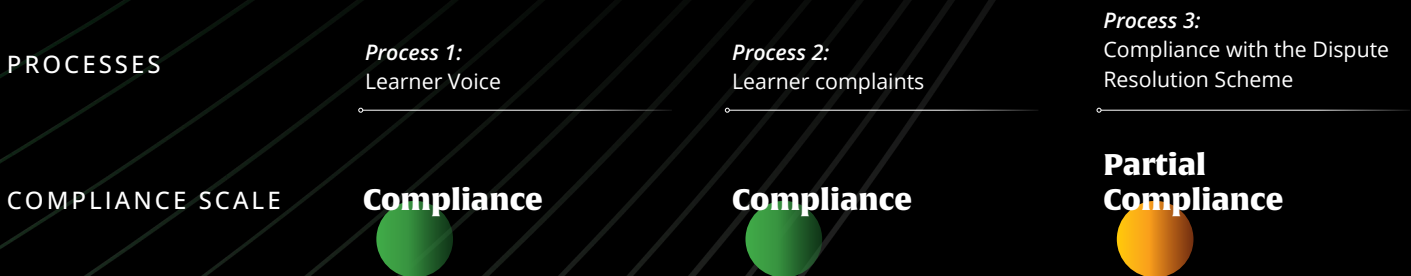 PROCESSES
Process 1:
Learner Voice
Process 2:
Learner complaints
Process 3:
Compliance with the Dispute
Resolution Scheme
COMPLIANCE SCALE
Compliance
Compliance
Partial
Compliance